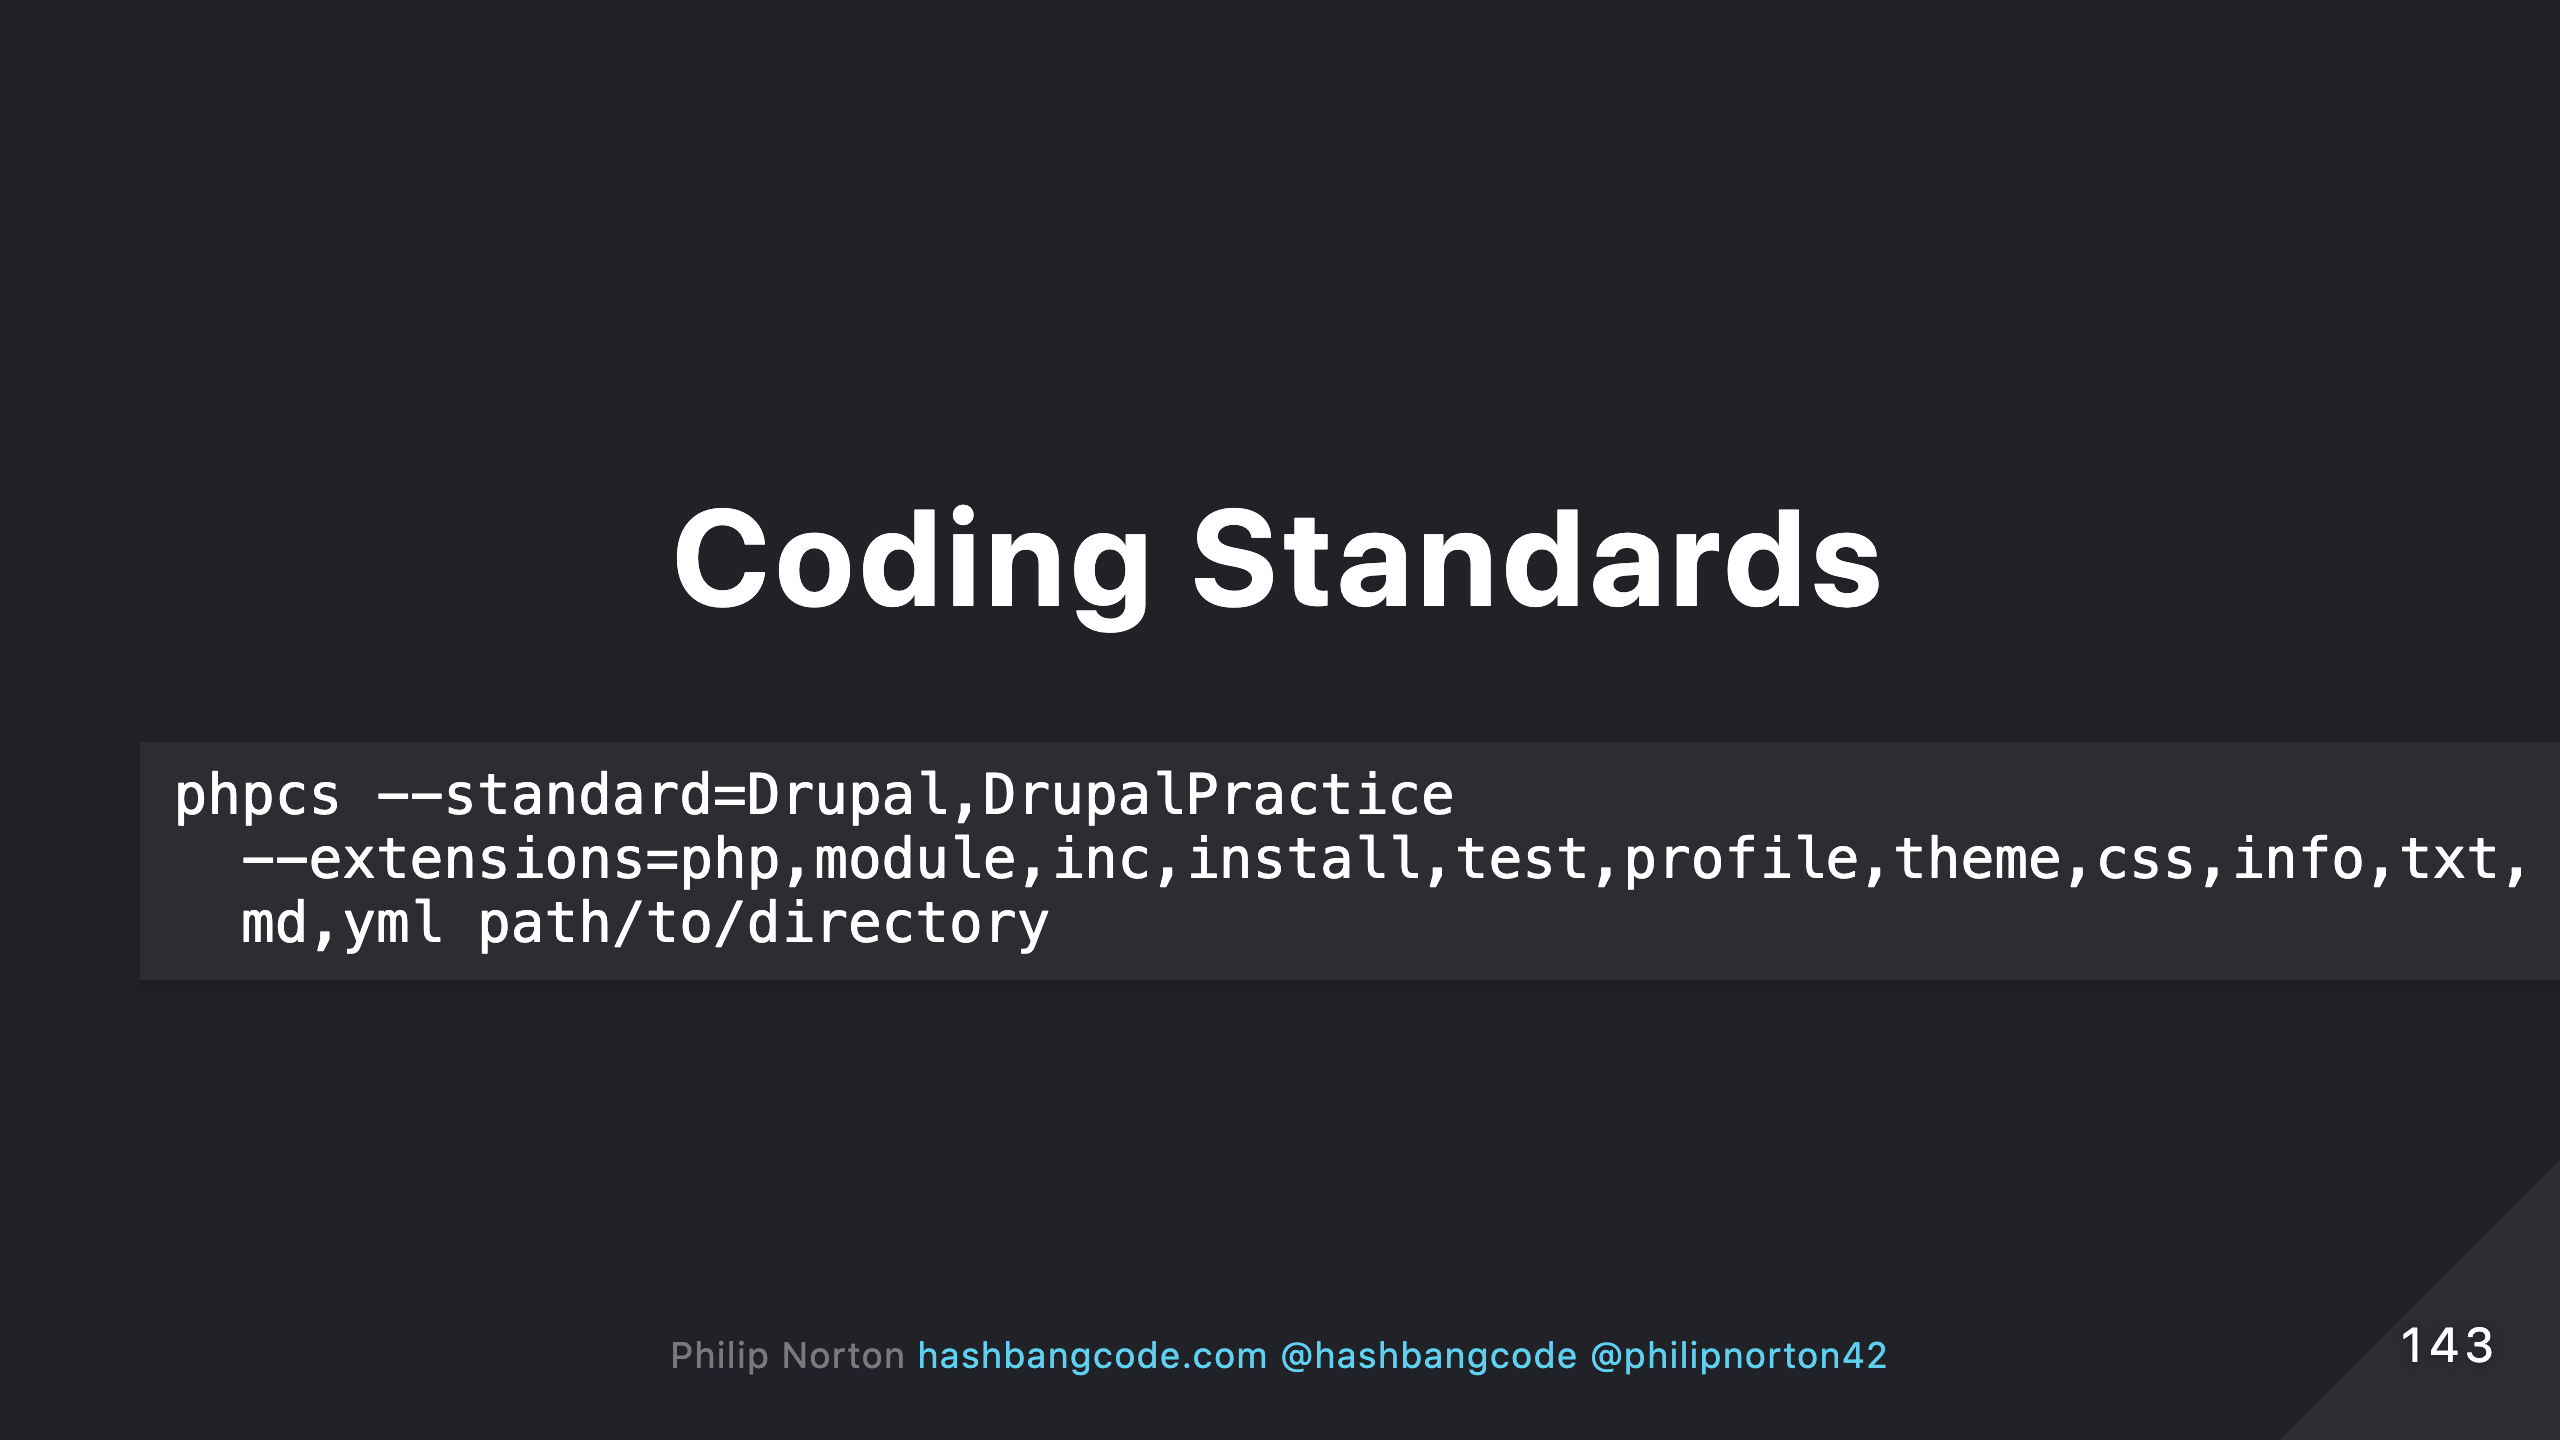 Coding Standards
phpcs --standard=Drupal,DrupalPractice
--extensions=php,module,inc,install,test,profile,theme,css,info,txt,
md,yml path/to/directory
Philip Norton hashbangcode.com @hashbangcode @philipnorton42
143